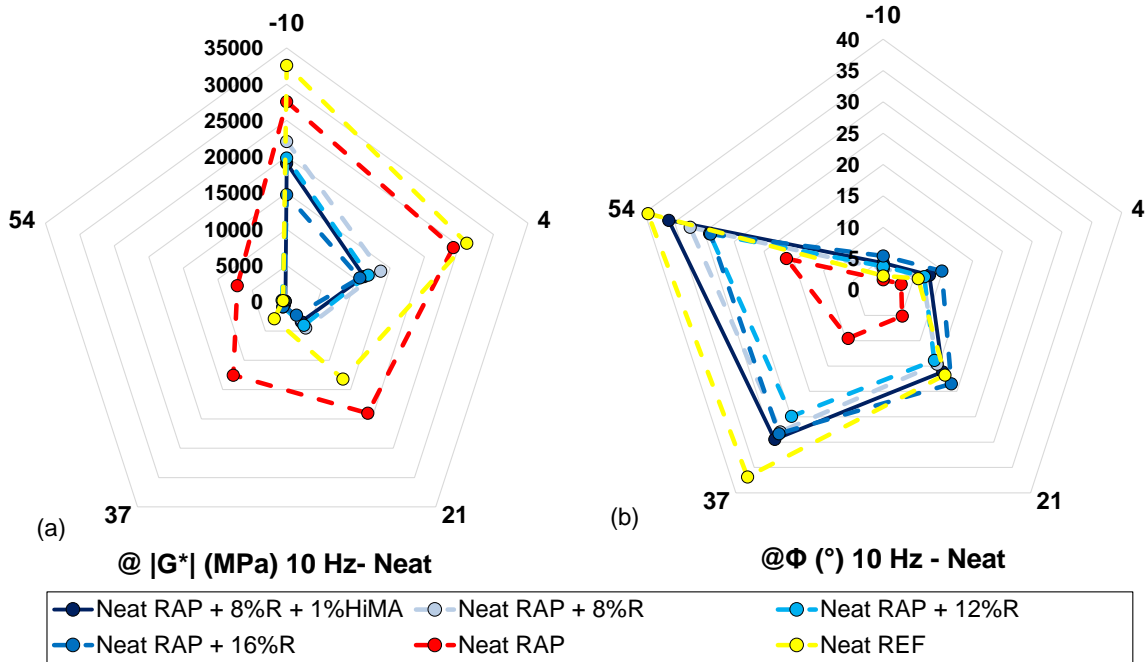 -10
35000
30000
25000
20000
15000
10000
5000
0
4
21
37
54
(a)
@ |G*| (MPa) 10 Hz- Neat
-10
40
35
30
25
20
15
10
5
0
4
21
37
54
(b)
@Φ (°) 10 Hz - Neat
Neat RAP + 8%R + 1%HiMA
Neat RAP + 8%R
Neat RAP + 12%R
Neat RAP + 16%R
Neat RAP
Neat REF